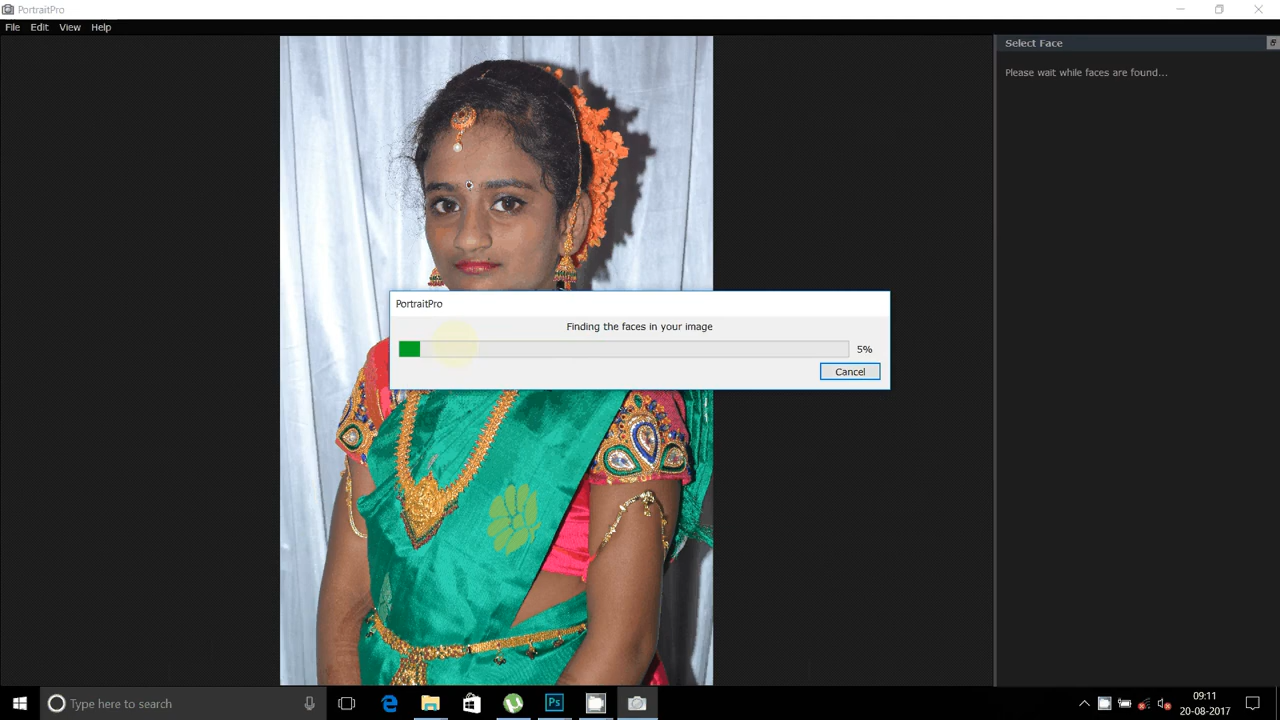 PortraitPro
File Edit View Help
Select Face
Please wait while faces are found...
PortraitPro
Finding the faces in your image
5%
Cancel
Type here to search
Ps
09:11
20-08-2017